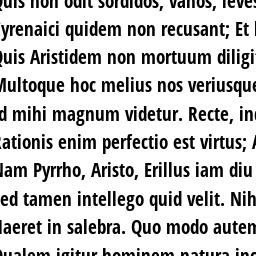 Quis non odit sordidos, vanos, leves
Cyrenaici quidem non recusant; Et
Quis Aristidem non mortuum diligit
Multoque hoc melius nos veriusque
Id mihi magnum videtur. Recte, in
Rationis enim perfectio est virtus;
Nam Pyrrho, Aristo, Erillus iam diu
Sed tamen intellego quid velit. Nih
Haeret in salebra. Quo modo autem
Qualem igitur hominem natura